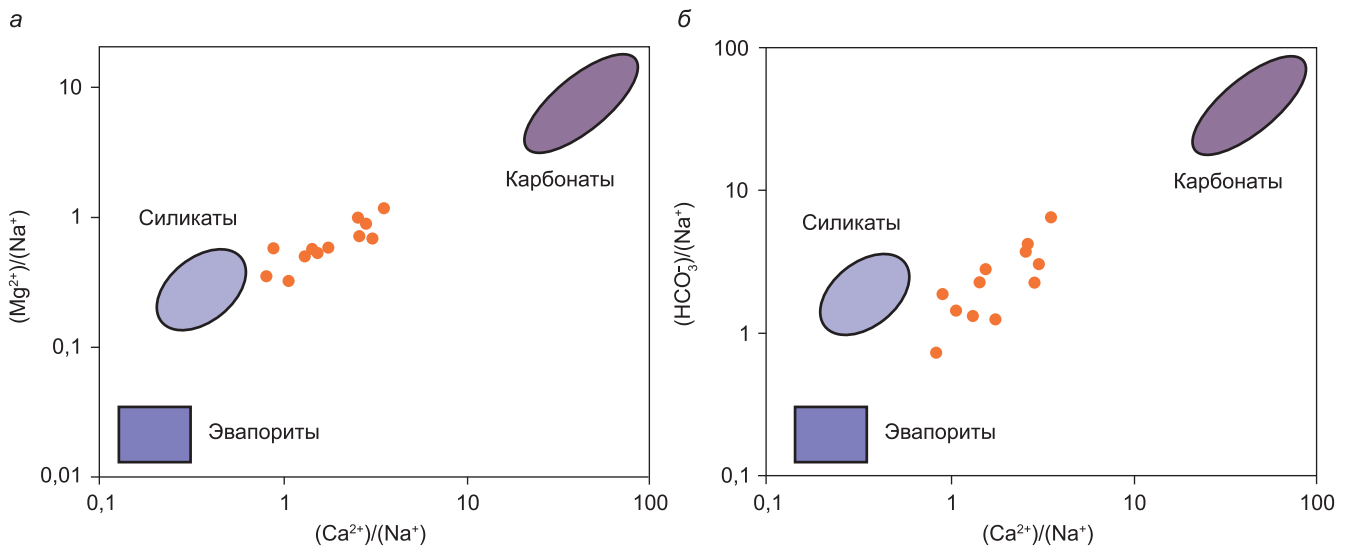 а
(Mg²⁺)/(Na⁺)
10
1
0,1
0,01
Карбонаты
Силикаты
Эвапориты
0,1
1
10
100
(Ca²⁺)/(Na⁺)
б
(HCO₃⁻)/(Na⁺)
100
10
1
0,1
Карбонаты
Силикаты
Эвапориты
0,1
1
10
100
(Ca²⁺)/(Na⁺)